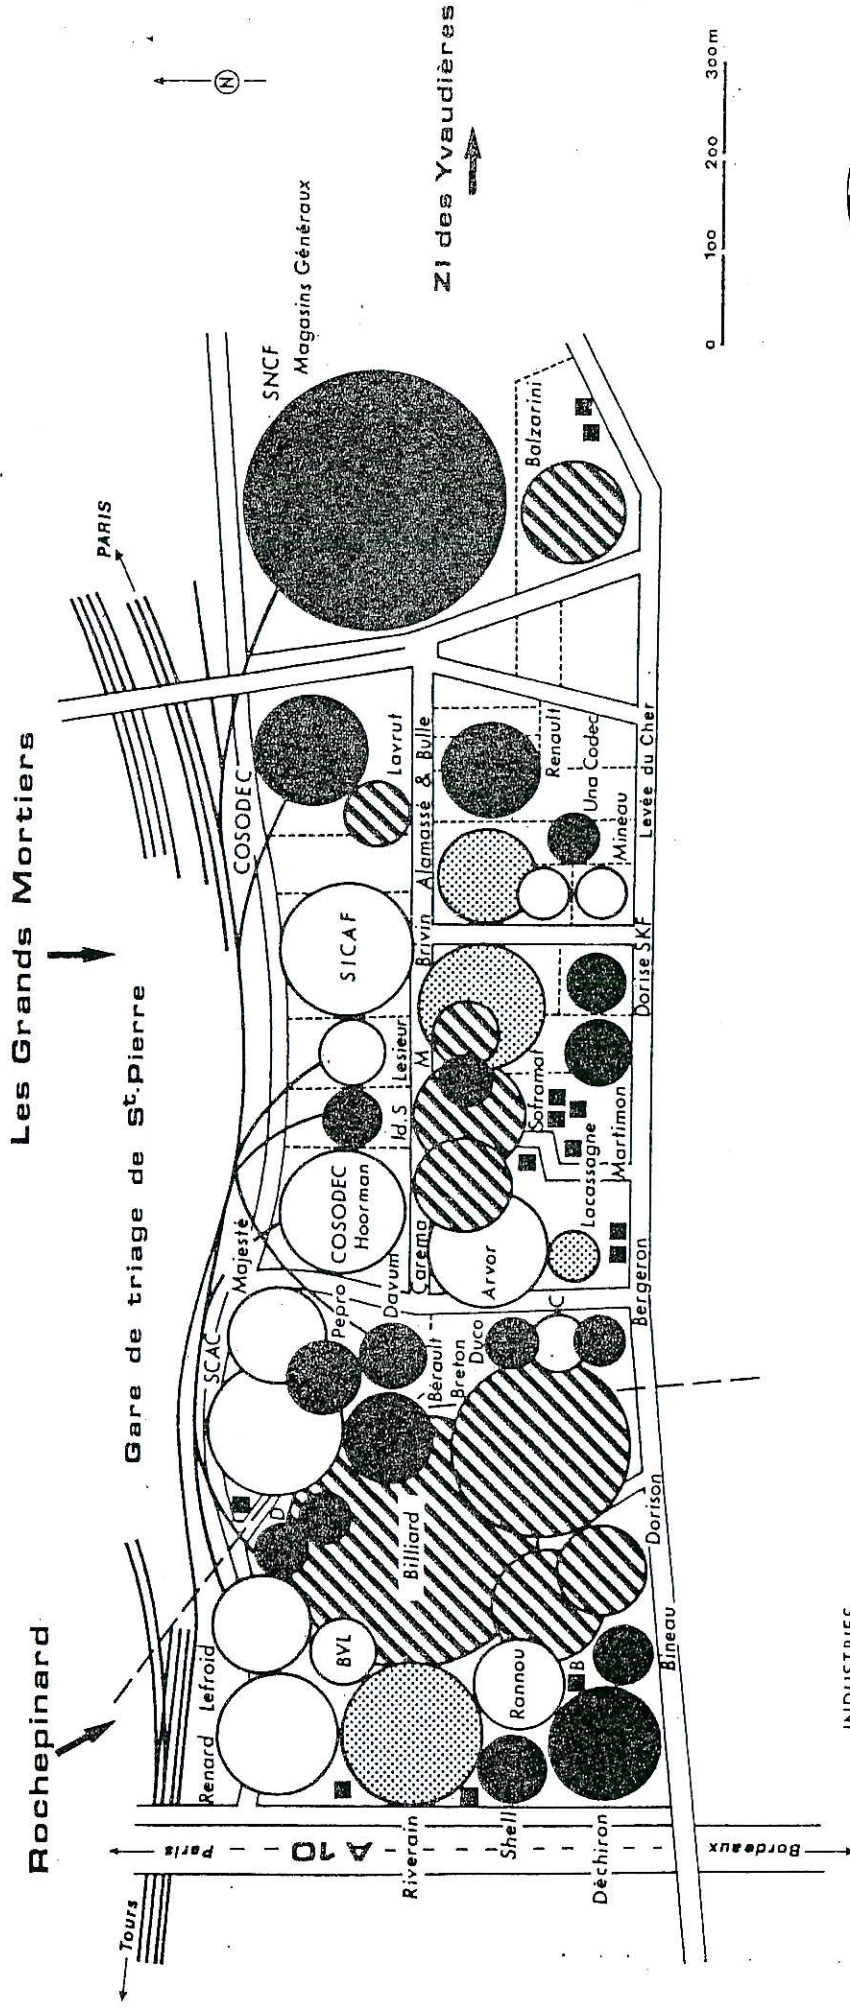 Les Grands Mortiers
Rochepinard
Gare de triage de St.Pierre
Tours
PARIS
N
ZI des Yvaudières
SNCF
Magasins Généraux
COSODEC
Majesté
SCAC
Lefroid
Renard
Paris
A 10
Bordeaux
Riverain
Shell
Dèchiron
BYL
Rannou
B
Bineau
Dorison
Billiard
D
Pepro
Davum
Bérault
Breton
Duco
C
Bergeron
COSODEC
Hoorman
Carema
Arvor
Lacassagne
Martimon
Soframat
Id.S
Lesieur
M
SICAF
Brivin
Alamassé & Bulle
Lavrut
Dorise
SKF
Mineau
Una Codec
Renault
Levée du Cher
Balzarini
0 100 200 300m
INDUSTRIES